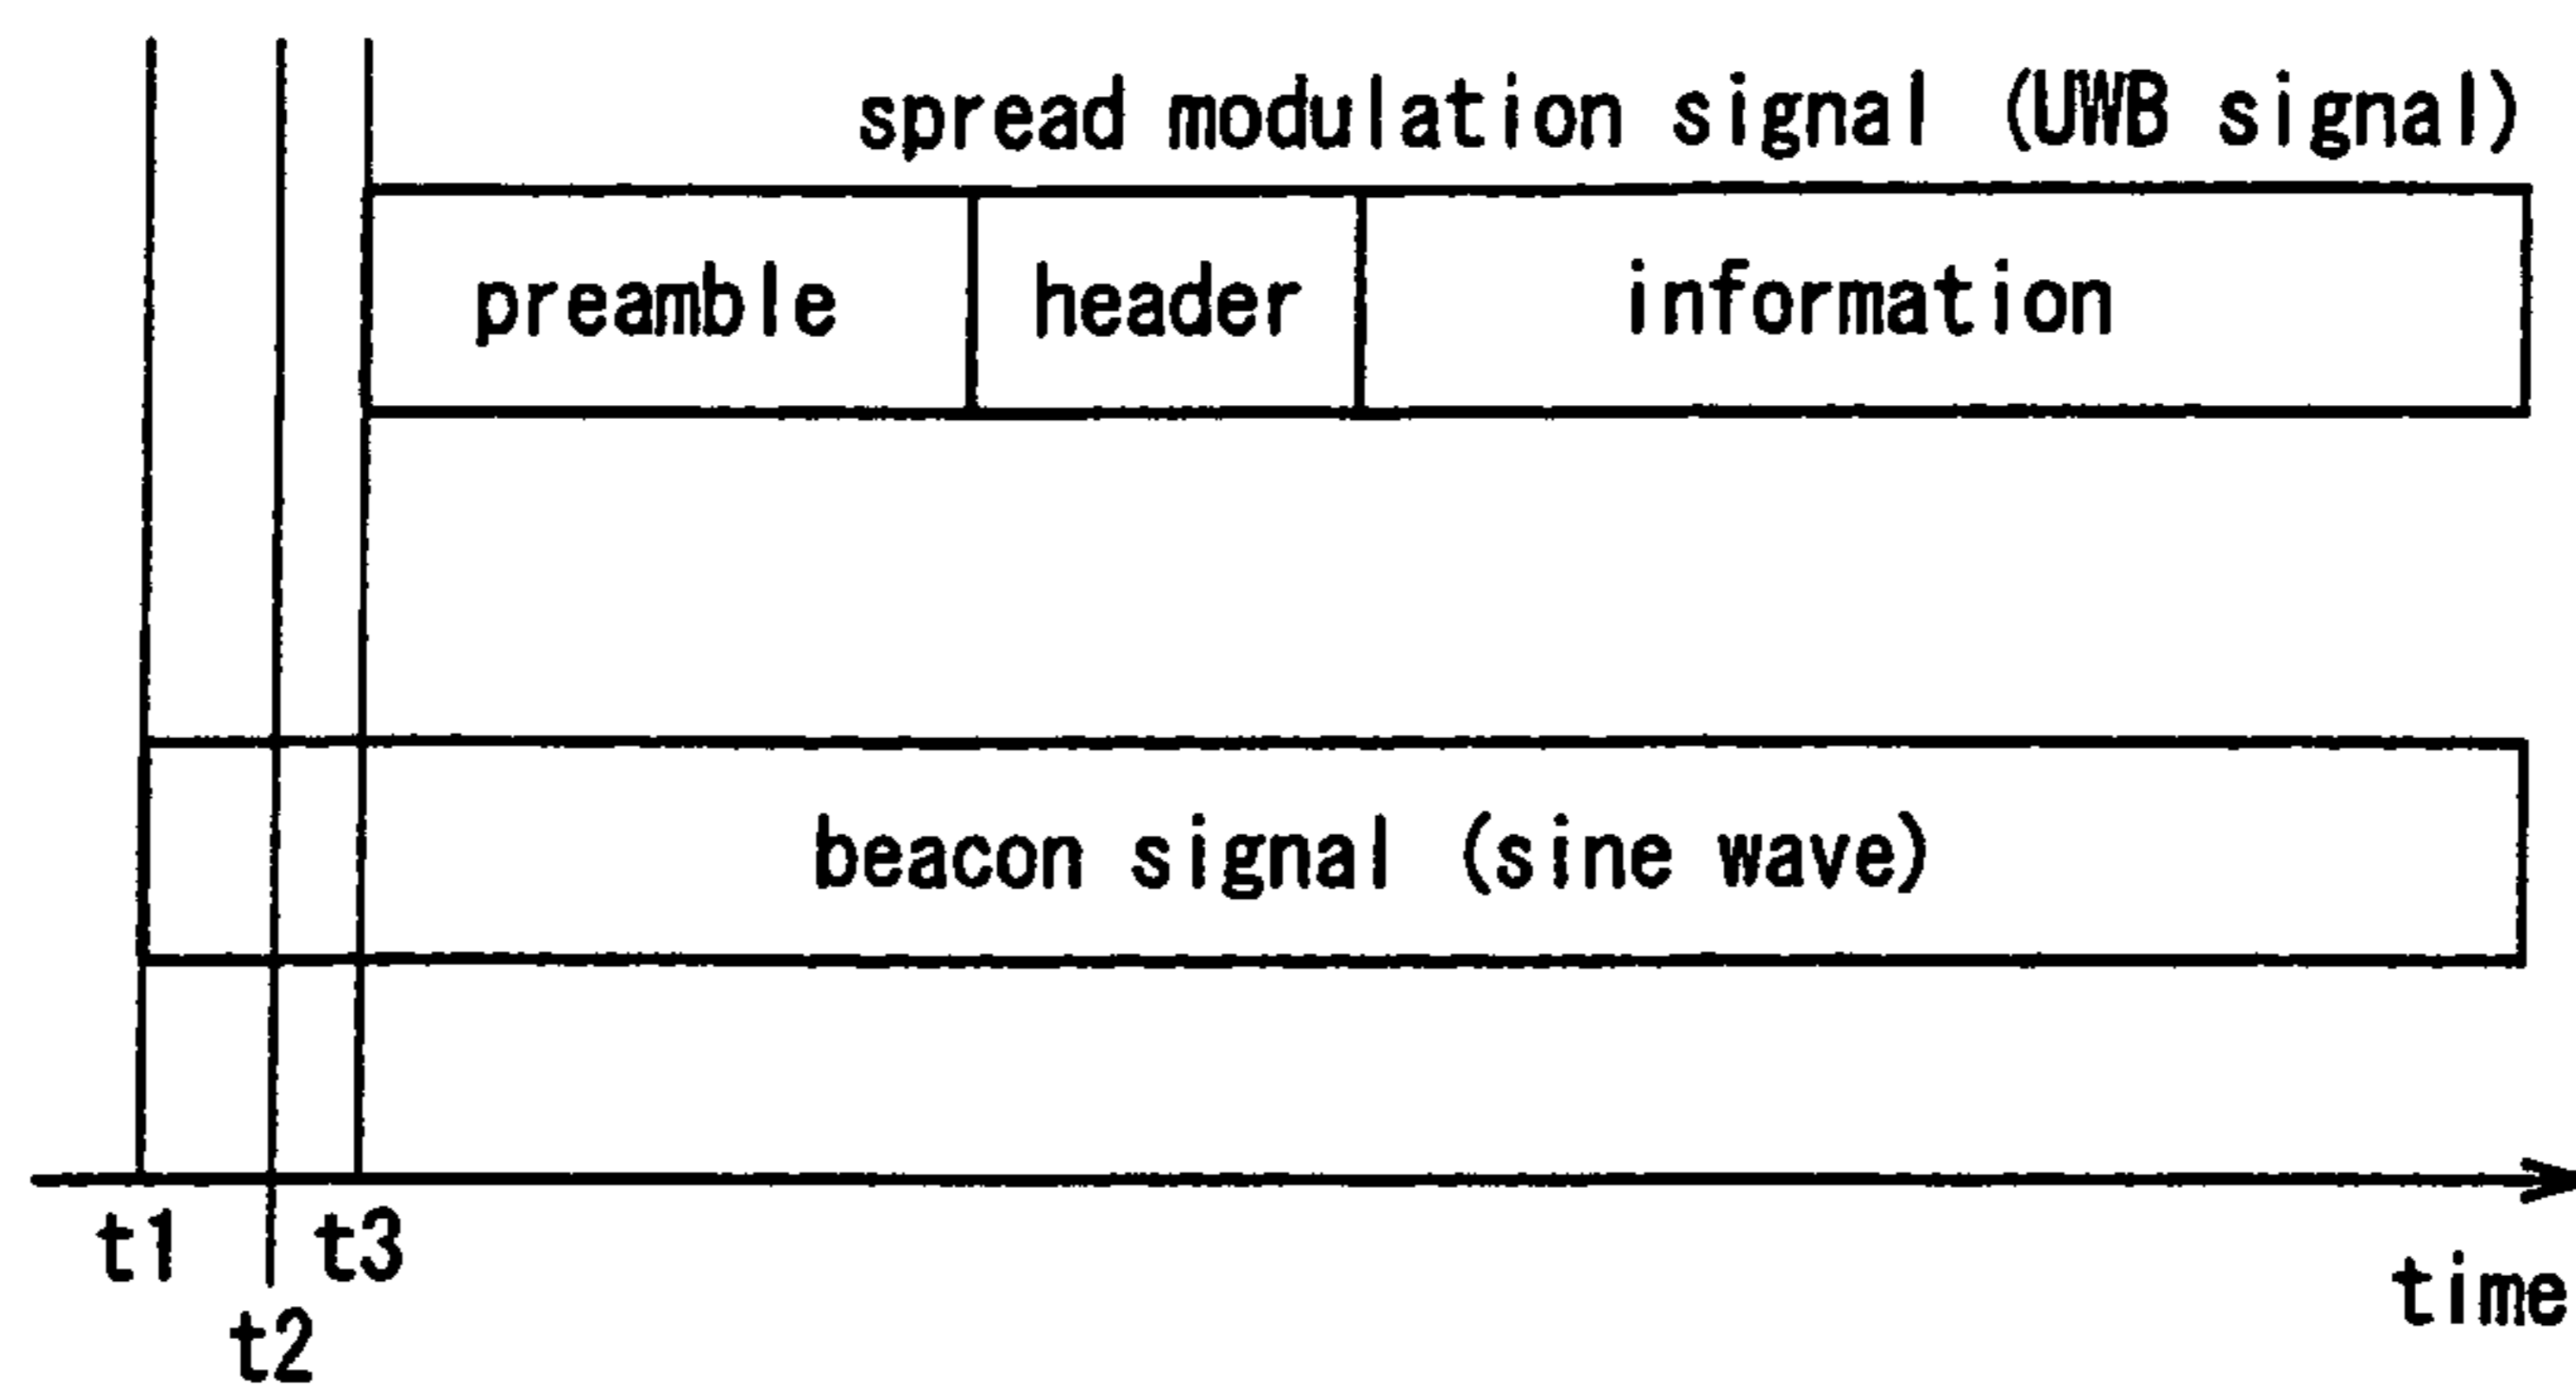 spread modulation signal (UWB signal)
preamble header information
beacon signal (sine wave)
t1 t3
t2
time